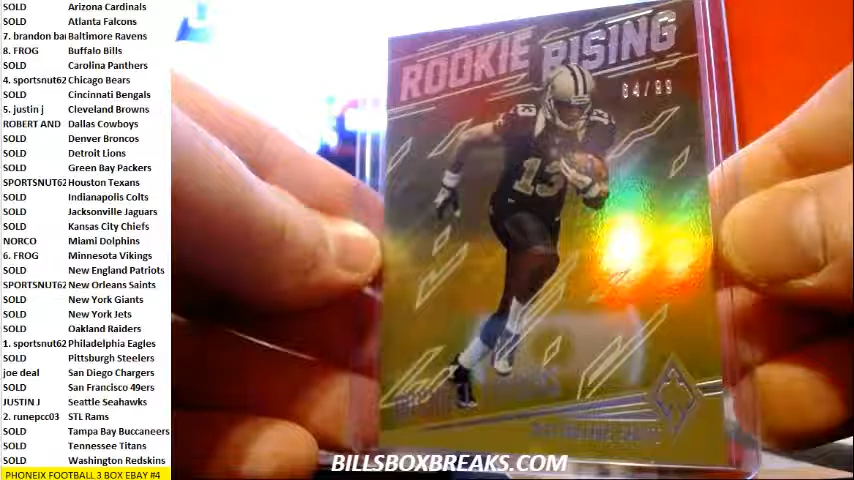 SOLD Arizona Cardinals
SOLD Atlanta Falcons
7. brandon bai Baltimore Ravens
8. FROG Buffalo Bills
SOLD Carolina Panthers
4. sportsnut62 Chicago Bears
SOLD Cincinnati Bengals
5. justin j Cleveland Browns
ROBERT AND Dallas Cowboys
SOLD Denver Broncos
SOLD Detroit Lions
SOLD Green Bay Packers
SPORTSNUT62 Houston Texans
SOLD Indianapolis Colts
SOLD Jacksonville Jaguars
SOLD Kansas City Chiefs
NORCO Miami Dolphins
6. FROG Minnesota Vikings
SOLD New England Patriots
SPORTSNUT62 New Orleans Saints
SOLD New York Giants
SOLD New York Jets
SOLD Oakland Raiders
1. sportsnut62 Philadelphia Eagles
SOLD Pittsburgh Steelers
joe deal San Diego Chargers
SOLD San Francisco 49ers
JUSTIN J Seattle Seahawks
2. runepcc03 STL Rams
SOLD Tampa Bay Buccaneers
SOLD Tennessee Titans
SOLD Washington Redskins
PHONEIX FOOTBALL 3 BOX EBAY #4
ROOKIE RISING
64/99
13
13
13
BILLSBOXBREAKS.COM